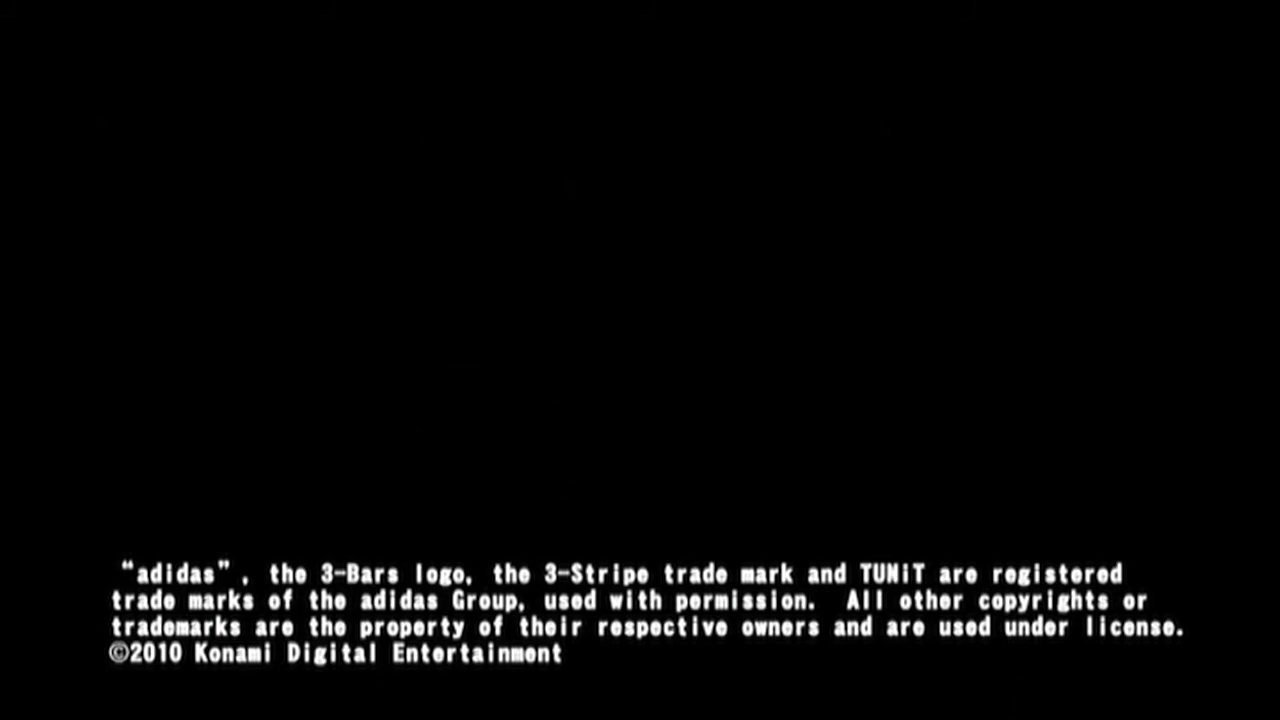 “adidas”, the 3-Bars logo, the 3-Stripe trade mark and TUNiT are registered
trade marks of the adidas Group, used with permission.  All other copyrights or
trademarks are the property of their respective owners and are used under license.
©2010 Konami Digital Entertainment